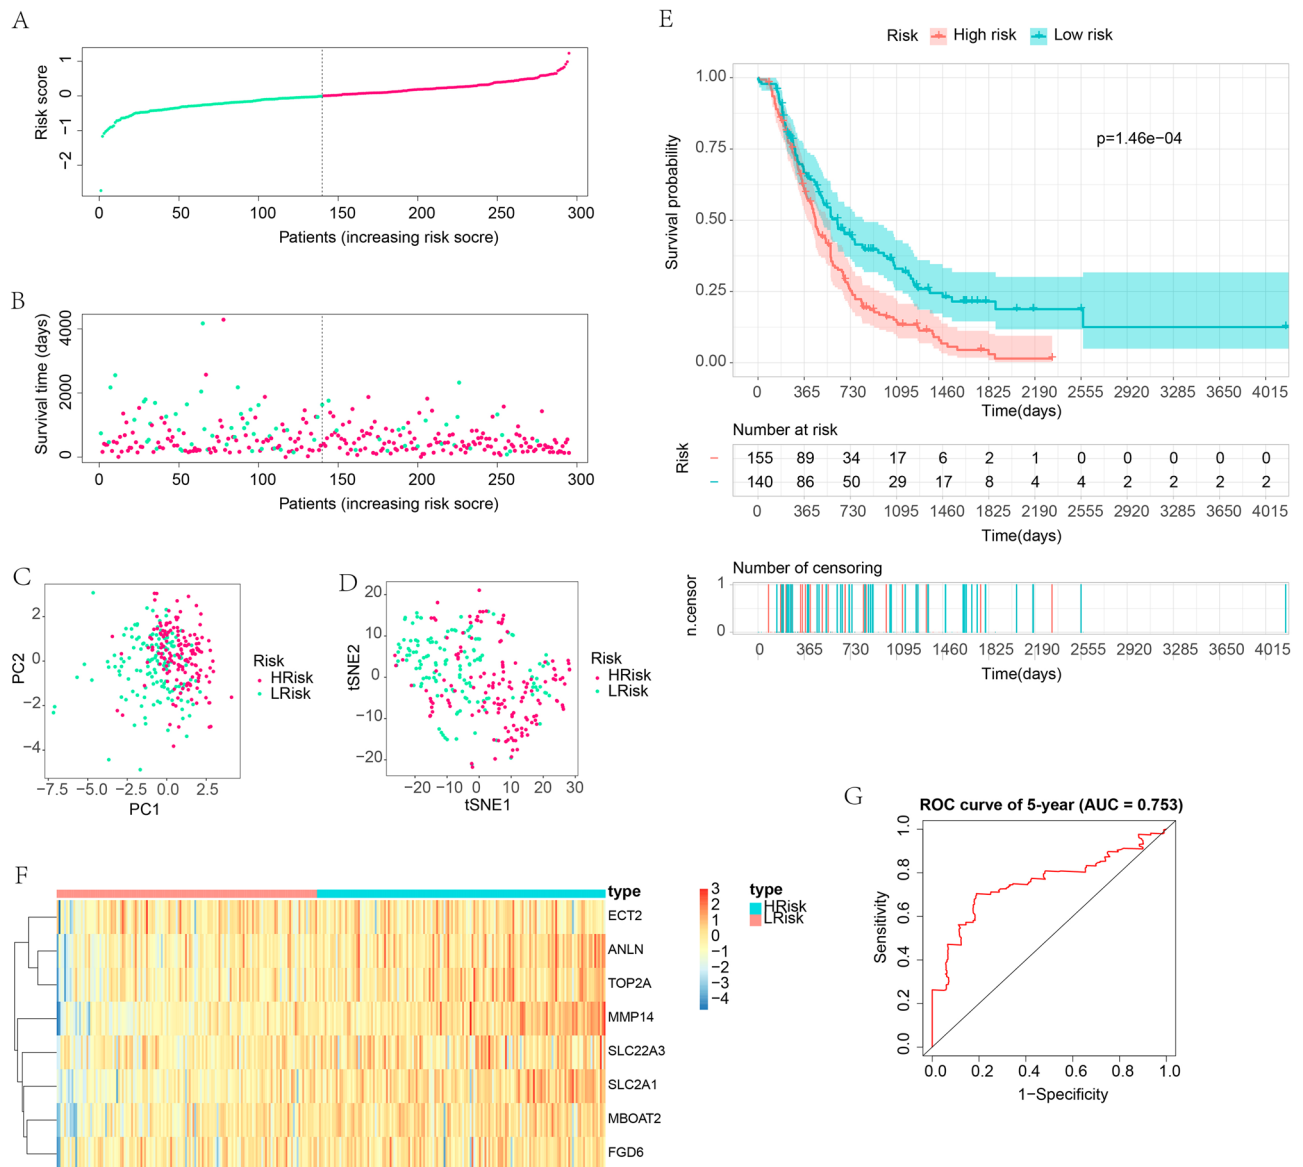 A
Risk score
1
0
−1
−2
0 50 100 150 200 250 300
Patients (increasing risk socre)
B
Survival time (days)
4000
2000
0
0 50 100 150 200 250 300
Patients (increasing risk socre)
C
PC2
2
0
−2
−4
−7.5 −5.0 −2.5 0.0 2.5
PC1
Risk
HRisk
LRisk
D
tSNE2
20
10
0
−10
−20
−20 −10 0 10 20 30
tSNE1
Risk
HRisk
LRisk
E
Risk High risk Low risk
Survival probability
1.00
0.75
0.50
0.25
0.00
p=1.46e−04
0 365 730 1095 1460 1825 2190 2555 2920 3285 3650 4015
Time(days)
Number at risk
Risk
155 89 34 17 6 2 1 0 0 0 0 0
140 86 50 29 17 8 4 4 2 2 2 2
0 365 730 1095 1460 1825 2190 2555 2920 3285 3650 4015
Time(days)
Number of censoring
n.censor
1
0
0 365 730 1095 1460 1825 2190 2555 2920 3285 3650 4015
Time(days)
F
type
ECT2
ANLN
TOP2A
MMP14
SLC22A3
SLC2A1
MBOAT2
FGD6
3
2
1
0
−1
−2
−3
−4
type
HRisk
LRisk
G
ROC curve of 5−year (AUC = 0.753)
Sensitivity
1.0
0.8
0.6
0.4
0.2
0.0
0.0 0.2 0.4 0.6 0.8 1.0
1−Specificity